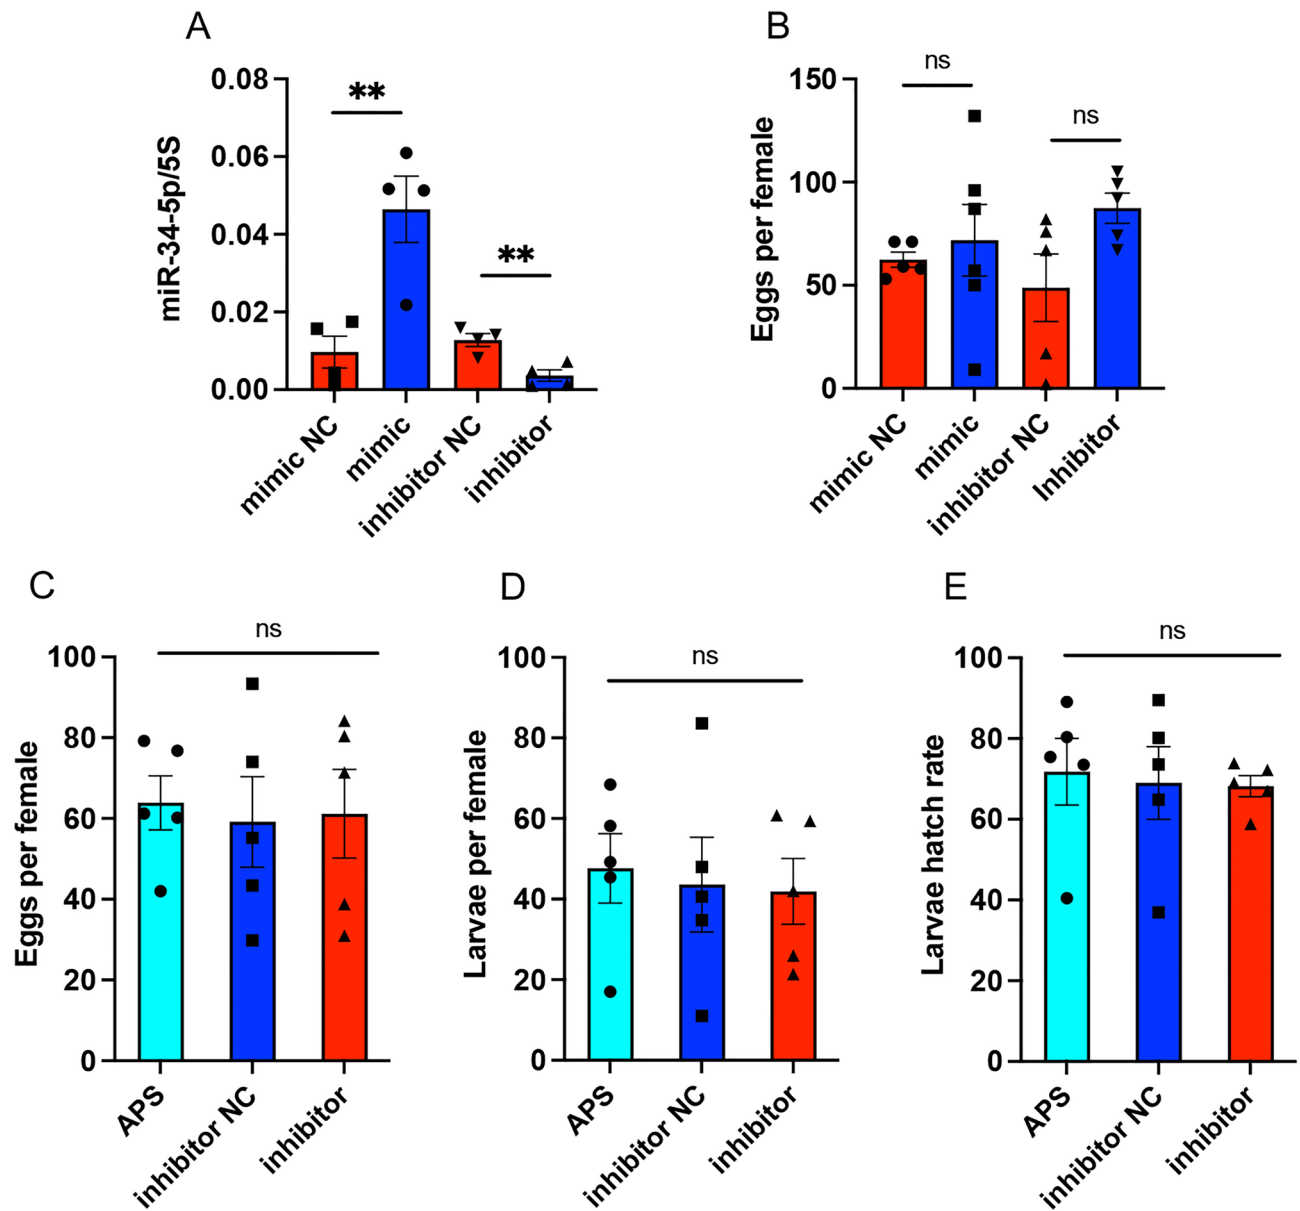 A
miR-34-5p/5S
0.08
0.06
0.04
0.02
0.00
**
**
mimic NC
mimic
inhibitor NC
inhibitor
B
Eggs per female
150
100
50
0
ns
ns
mimic NC
mimic
inhibitor NC
Inhibitor
C
Eggs per female
100
80
60
40
20
0
ns
APS
inhibitor NC
inhibitor
D
Larvae per female
100
80
60
40
20
0
ns
APS
inhibitor NC
inhibitor
E
Larvae hatch rate
100
80
60
40
20
0
ns
APS
inhibitor NC
inhibitor